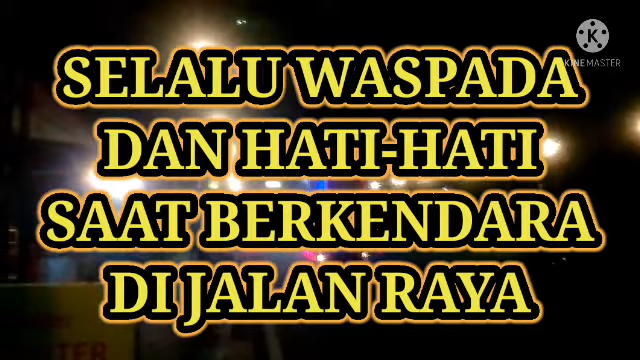 KINEMASTER
SELALU WASPADA
DAN HATI-HATI
SAAT BERKENDARA
DI JALAN RAYA